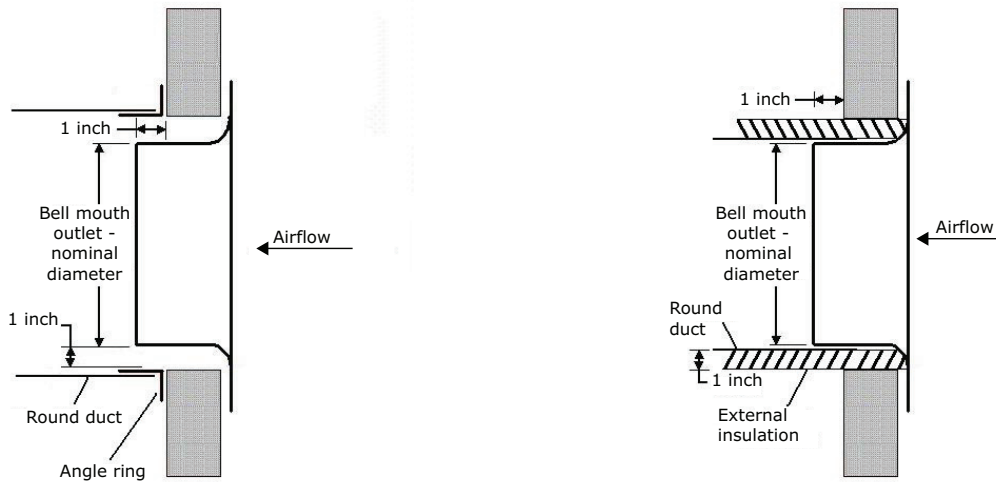 1 inch
Bell mouth
outlet -
nominal
diameter
Airflow
1 inch
Round duct
Angle ring
1 inch
Bell mouth
outlet -
nominal
diameter
Airflow
Round
duct
1 inch
External
insulation